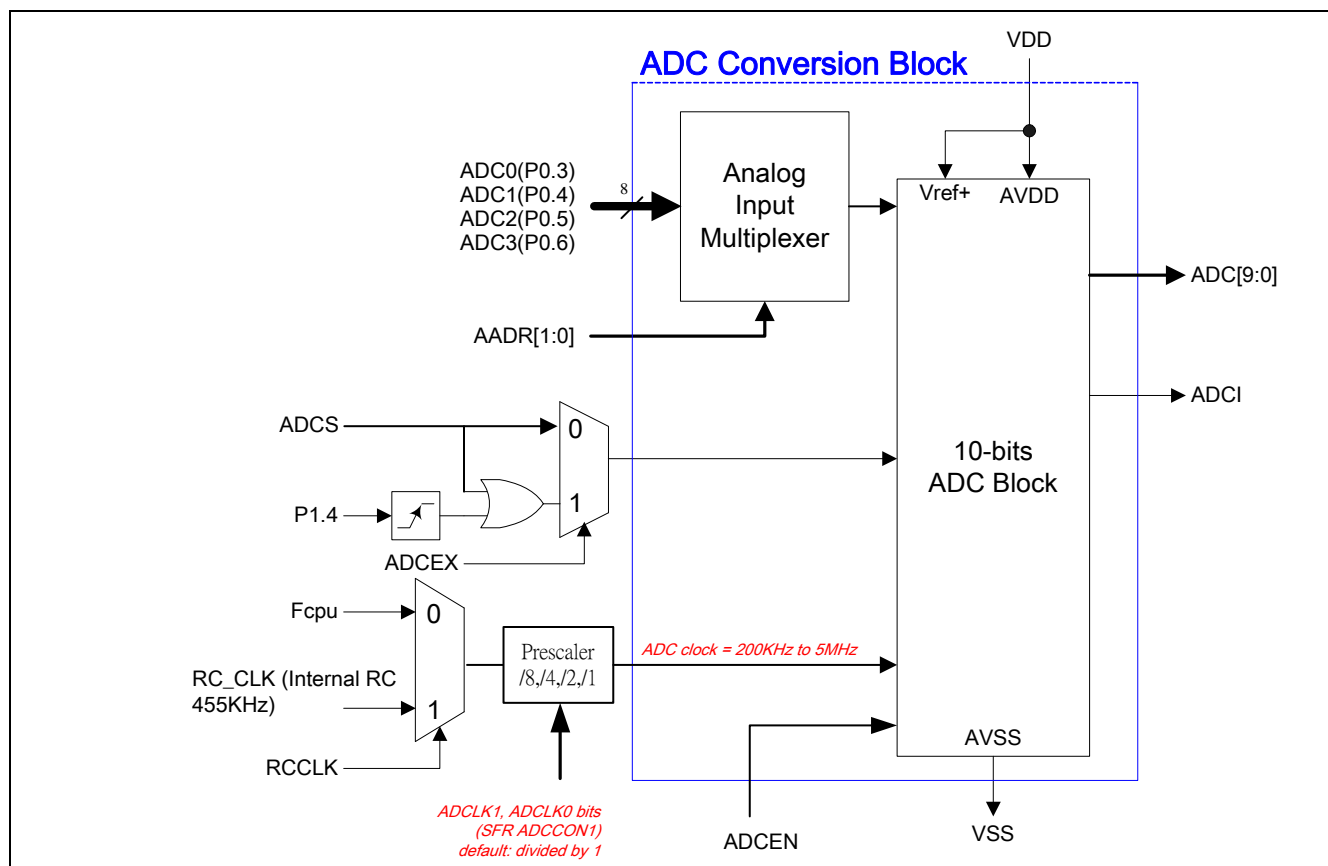 VDD
ADC Conversion Block
ADC0(P0.3)
ADC1(P0.4)
ADC2(P0.5)
ADC3(P0.6)
8
Analog
Input
Multiplexer
Vref+
AVDD
ADC[9:0]
AADR[1:0]
ADCI
ADCS
0
1
P1.4
ADCEX
10-bits
ADC Block
Fcpu
0
RC_CLK (Internal RC
455KHz)
1
Prescaler
/8,/4,/2,/1
ADC clock = 200KHz to 5MHz
RCCLK
AVSS
ADCLK1, ADCLK0 bits
(SFR ADCCON1)
default: divided by 1
ADCEN
VSS